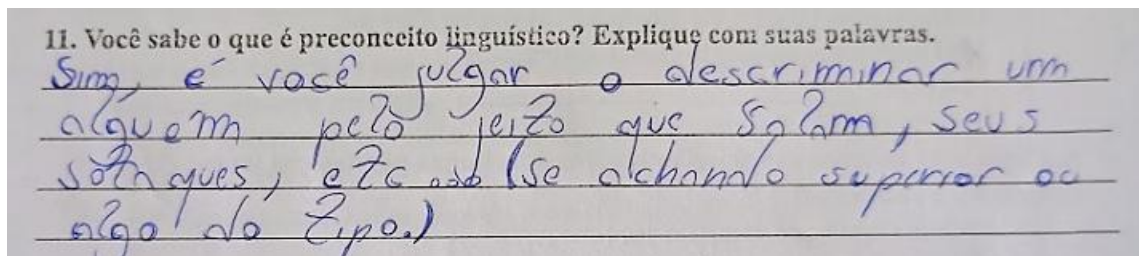 11. Você sabe o que é preconceito linguístico? Explique com suas palavras.
Sim, é você julgar o descriminar um
alguem pelo jeito que falam, seus
sotaques, etc... (se achando superior ou
algo do tipo.)